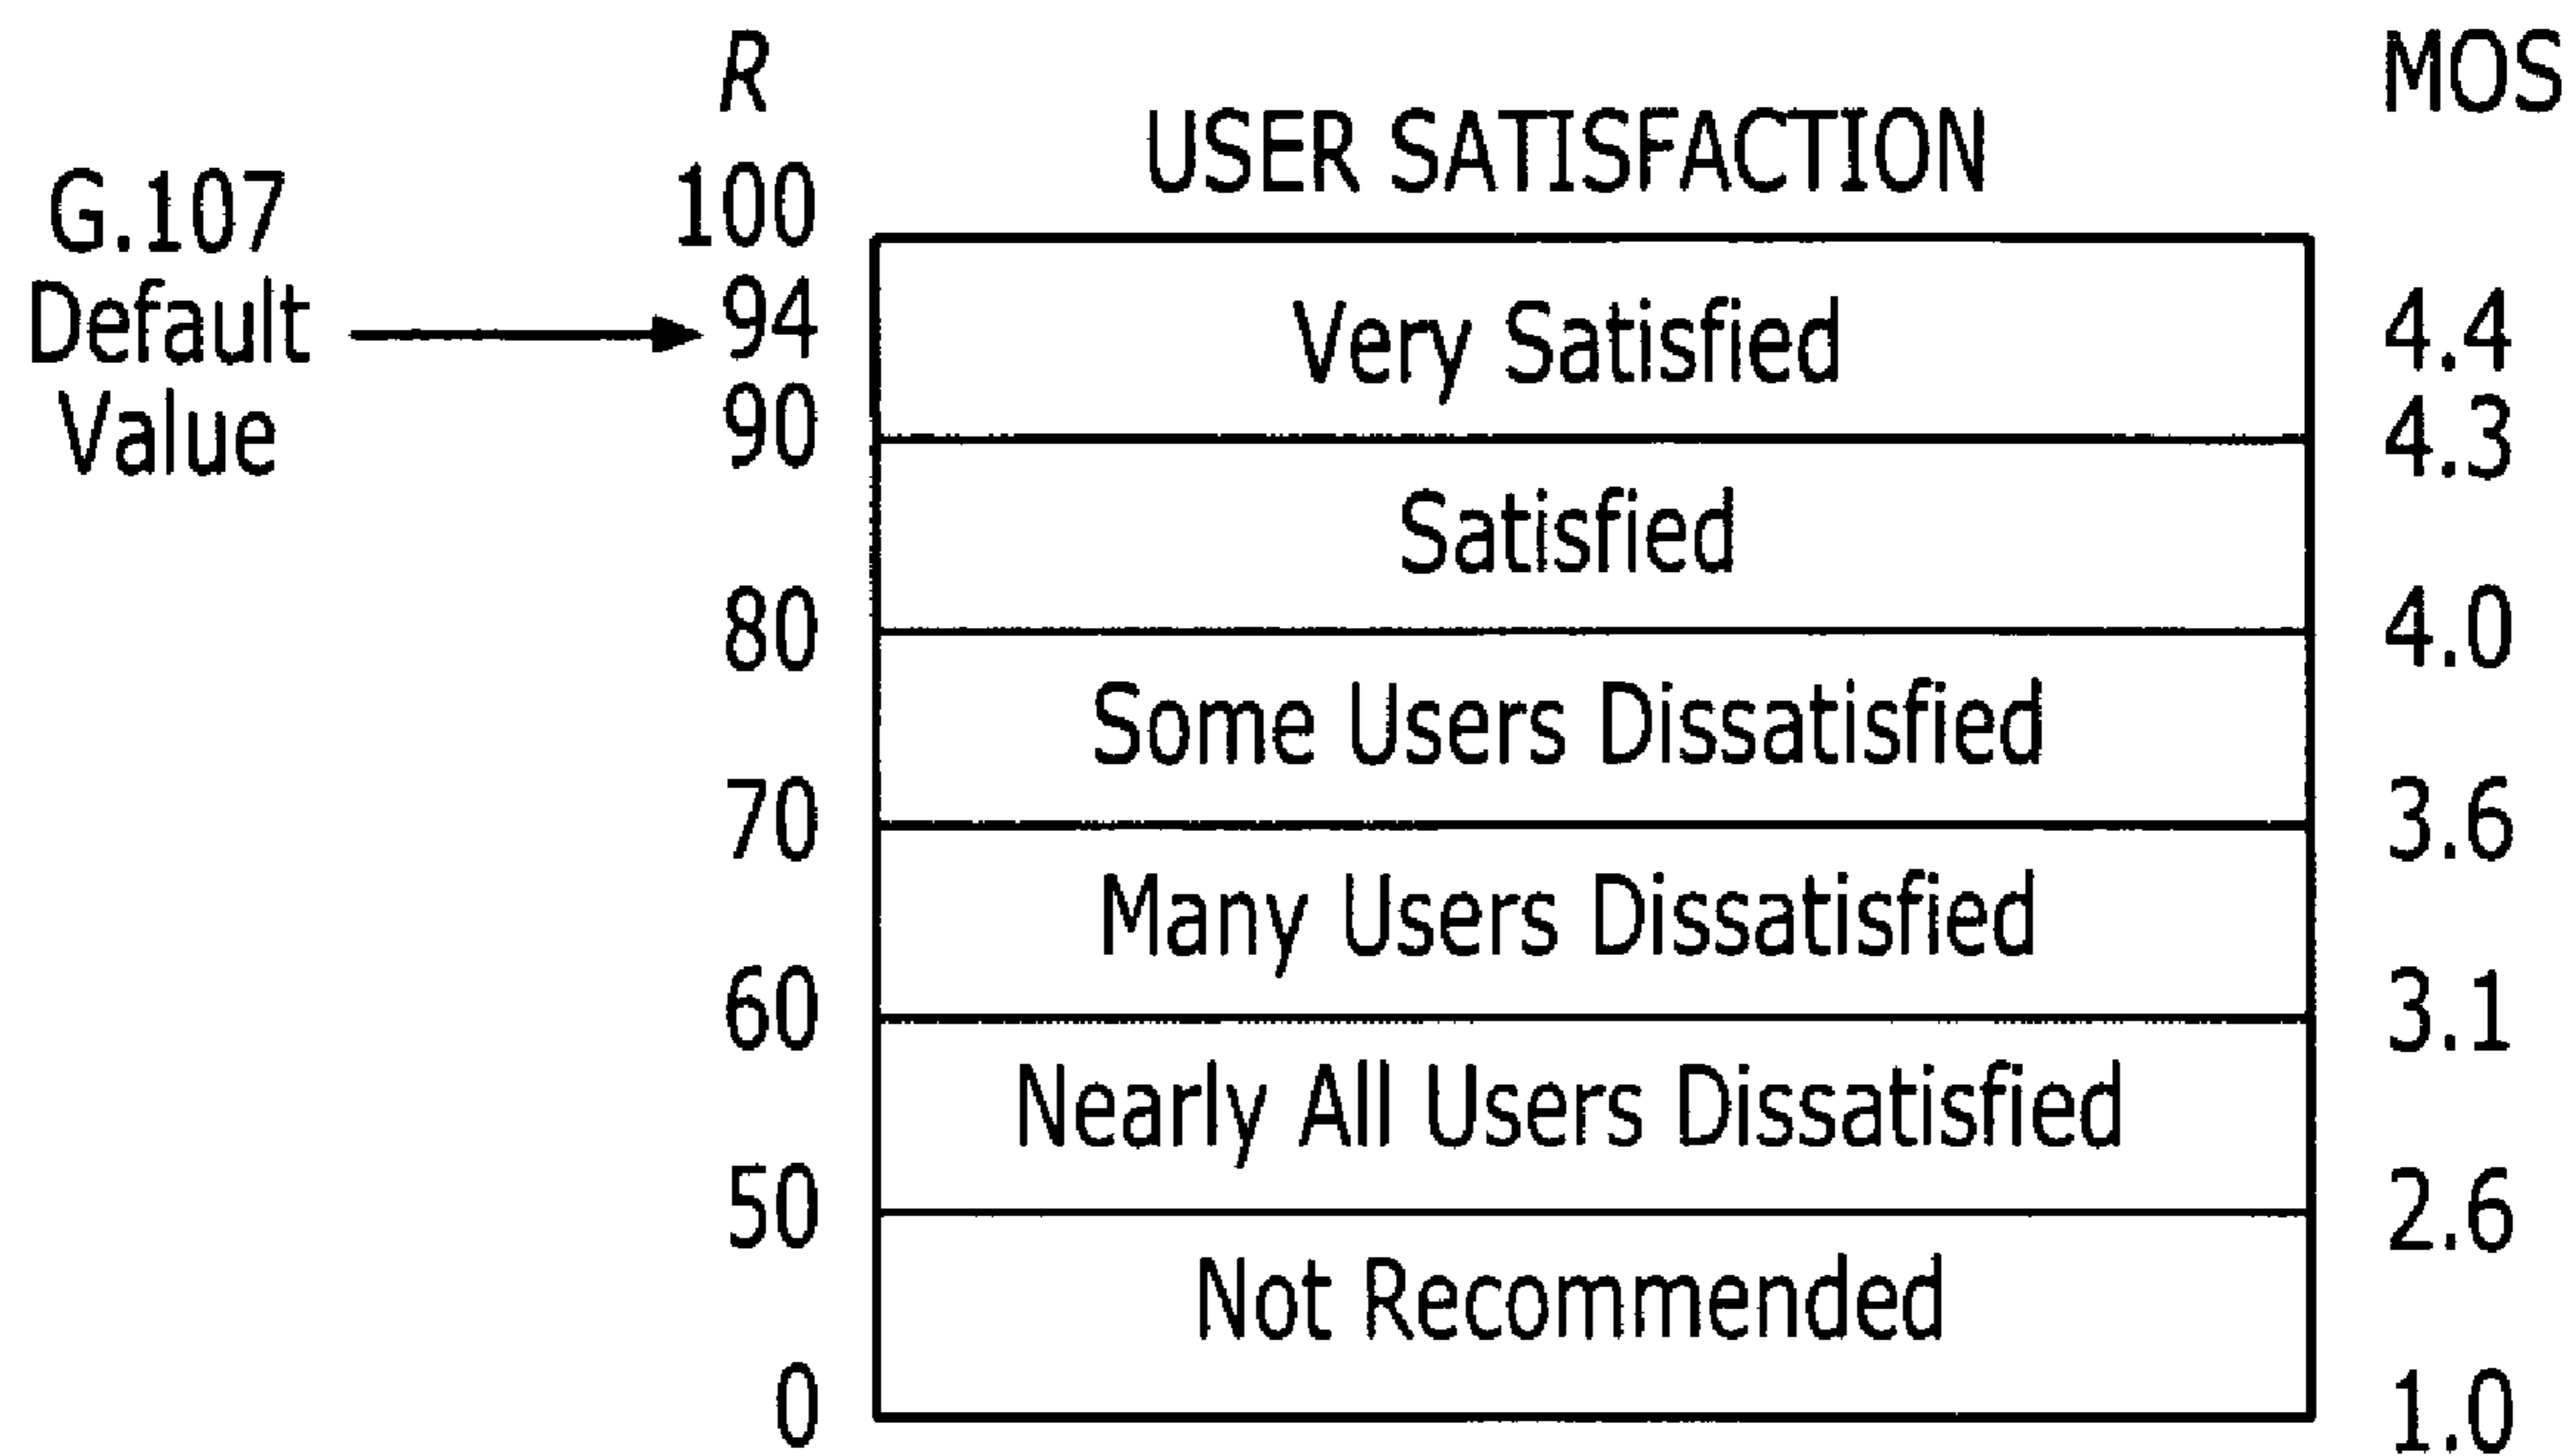 R
MOS
USER SATISFACTION
G.107
Default
Value
100
94
Very Satisfied
4.4
90
4.3
Satisfied
80
4.0
Some Users Dissatisfied
70
3.6
Many Users Dissatisfied
60
3.1
Nearly All Users Dissatisfied
50
2.6
Not Recommended
0
1.0